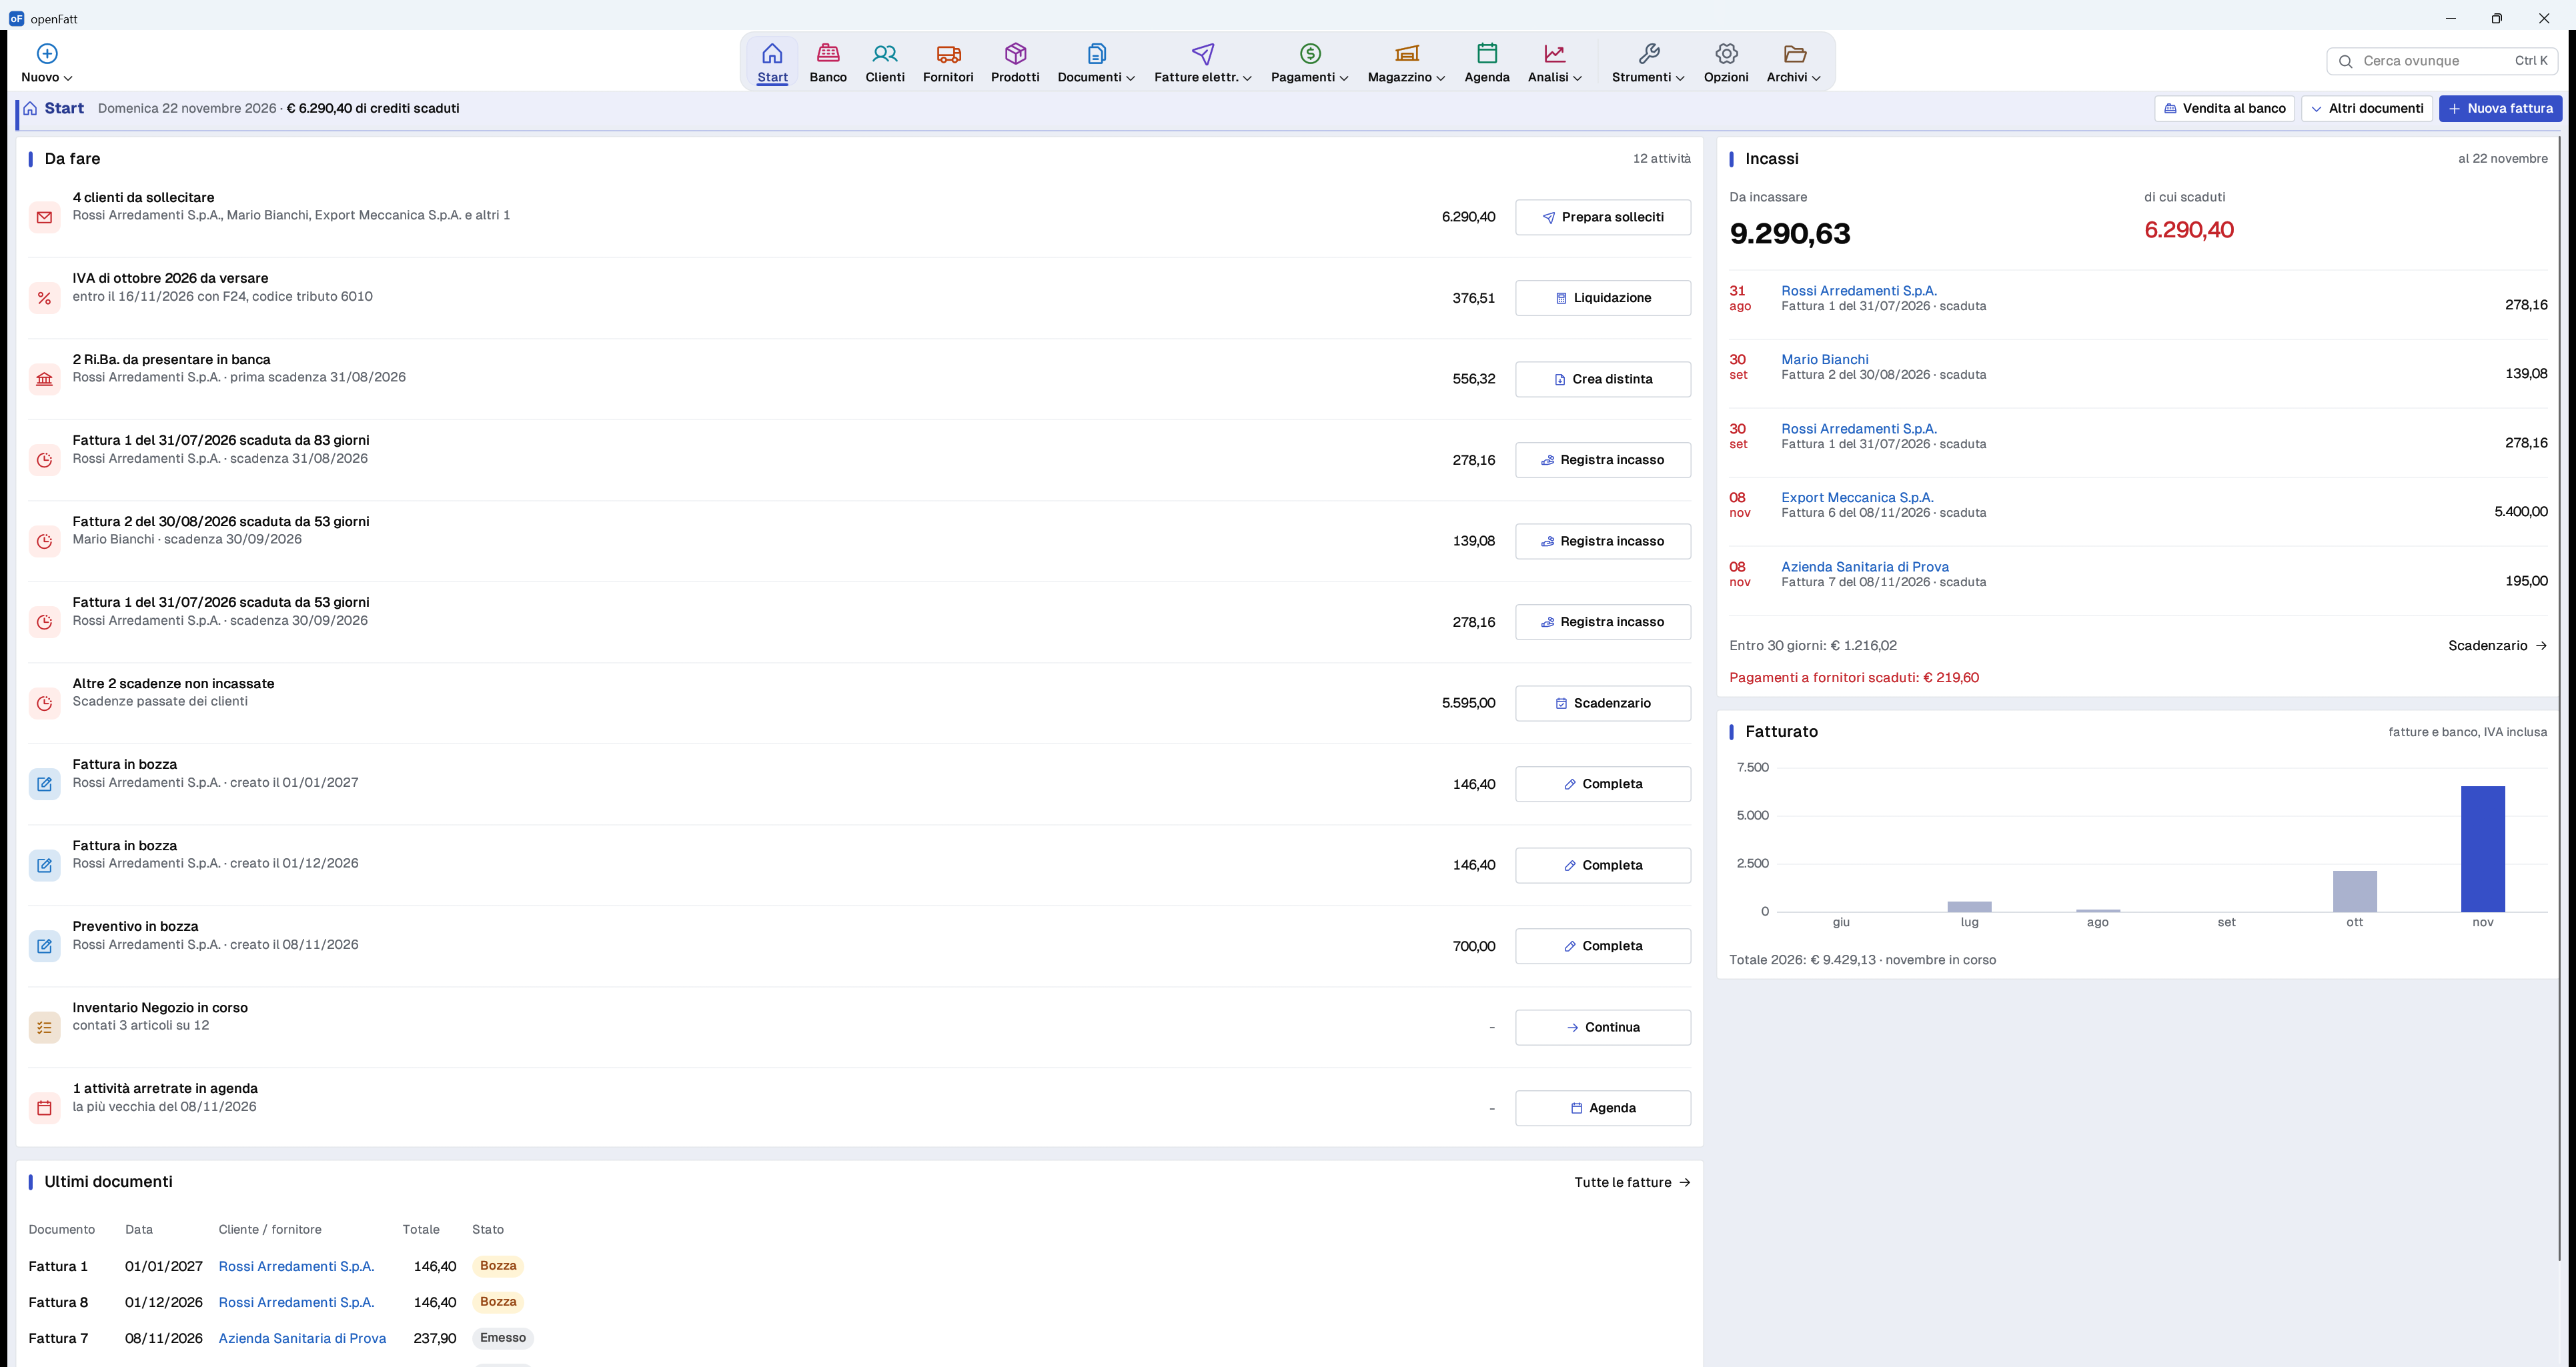 openFatt
Nuovo
Start
Banco
Clienti
Fornitori
Prodotti
Documenti
Fatture elettr.
Pagamenti
Magazzino
Agenda
Analisi
Strumenti
Opzioni
Archivi
Cerca ovunque Ctrl K
Start Domenica 22 novembre 2026 · € 6.290,40 di crediti scaduti
Vendita al banco
Altri documenti
Nuova fattura
Da fare 12 attività
4 clienti da sollecitare
Rossi Arredamenti S.p.A., Mario Bianchi, Export Meccanica S.p.A. e altri 1
6.290,40 Prepara solleciti
IVA di ottobre 2026 da versare
entro il 16/11/2026 con F24, codice tributo 6010
376,51 Liquidazione
2 Ri.Ba. da presentare in banca
Rossi Arredamenti S.p.A. · prima scadenza 31/08/2026
556,32 Crea distinta
Fattura 1 del 31/07/2026 scaduta da 83 giorni
Rossi Arredamenti S.p.A. · scadenza 31/08/2026
278,16 Registra incasso
Fattura 2 del 30/08/2026 scaduta da 53 giorni
Mario Bianchi · scadenza 30/09/2026
139,08 Registra incasso
Fattura 1 del 31/07/2026 scaduta da 53 giorni
Rossi Arredamenti S.p.A. · scadenza 30/09/2026
278,16 Registra incasso
Altre 2 scadenze non incassate
Scadenze passate dei clienti
5.595,00 Scadenzario
Fattura in bozza
Rossi Arredamenti S.p.A. · creato il 01/01/2027
146,40 Completa
Fattura in bozza
Rossi Arredamenti S.p.A. · creato il 01/12/2026
146,40 Completa
Preventivo in bozza
Rossi Arredamenti S.p.A. · creato il 08/11/2026
700,00 Completa
Inventario Negozio in corso
contati 3 articoli su 12
- Continua
1 attività arretrate in agenda
la più vecchia del 08/11/2026
- Agenda
Ultimi documenti Tutte le fatture
Documento Data Cliente / fornitore Totale Stato
Fattura 1 01/01/2027 Rossi Arredamenti S.p.A. 146,40 Bozza
Fattura 8 01/12/2026 Rossi Arredamenti S.p.A. 146,40 Bozza
Fattura 7 08/11/2026 Azienda Sanitaria di Prova 237,90 Emesso
Incassi al 22 novembre
Da incassare di cui scaduti
9.290,63 6.290,40
31 ago Rossi Arredamenti S.p.A.
Fattura 1 del 31/07/2026 · scaduta
278,16
30 set Mario Bianchi
Fattura 2 del 30/08/2026 · scaduta
139,08
30 set Rossi Arredamenti S.p.A.
Fattura 1 del 31/07/2026 · scaduta
278,16
08 nov Export Meccanica S.p.A.
Fattura 6 del 08/11/2026 · scaduta
5.400,00
08 nov Azienda Sanitaria di Prova
Fattura 7 del 08/11/2026 · scaduta
195,00
Entro 30 giorni: € 1.216,02 Scadenzario
Pagamenti a fornitori scaduti: € 219,60
Fatturato fatture e banco, IVA inclusa
7.500
5.000
2.500
0
giu lug ago set ott nov
Totale 2026: € 9.429,13 · novembre in corso